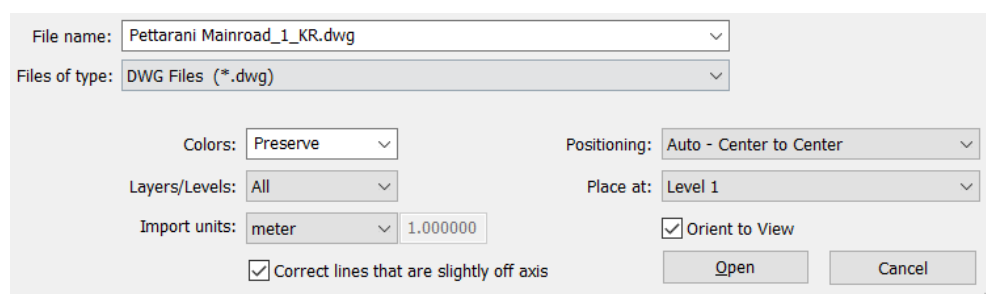 File name: Pettarani Mainroad_1_KR.dwg
Files of type: DWG Files (*.dwg)
Colors: Preserve Positioning: Auto - Center to Center
Layers/Levels: All Place at: Level 1
Import units: meter 1.000000 Orient to View
Correct lines that are slightly off axis Open Cancel